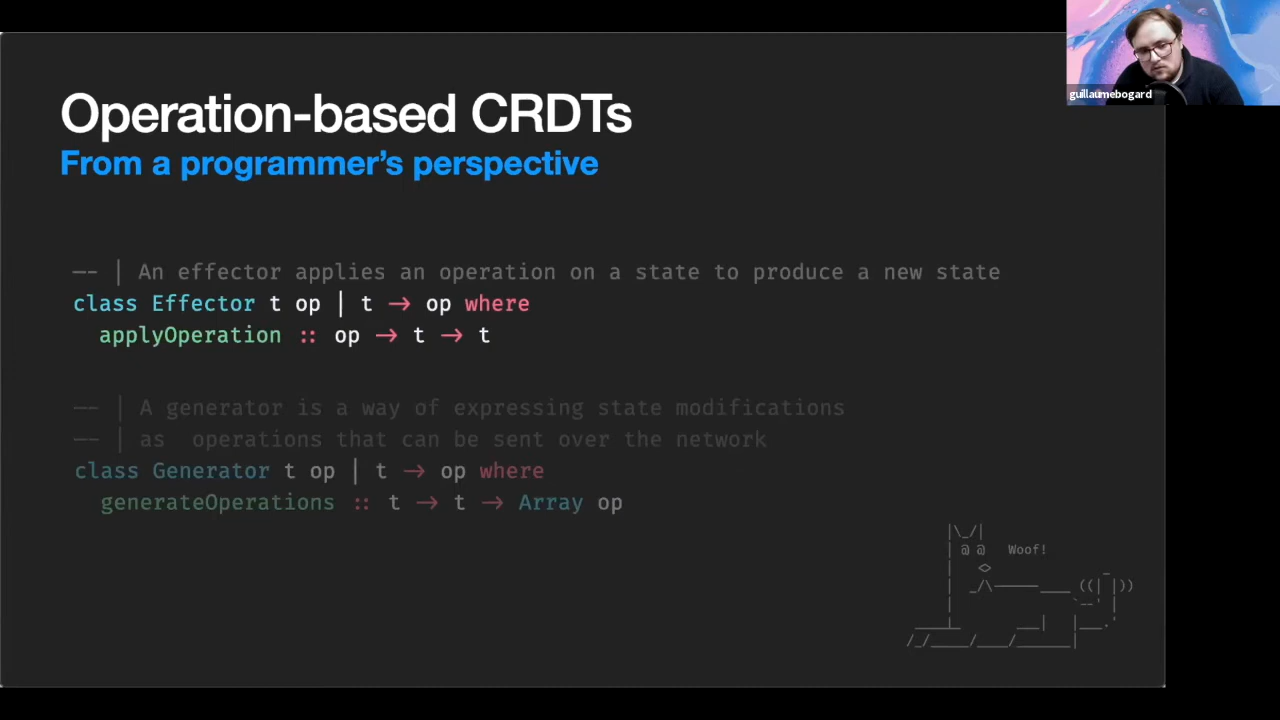 Operation-based CRDTs
From a programmer’s perspective
guillaumebogard
-- | An effector applies an operation on a state to produce a new state
class Effector t op | t -> op where
applyOperation :: op -> t -> t
-- | A generator is a way of expressing state modifications
-- | as  operations that can be sent over the network
class Generator t op | t -> op where
generateOperations :: t -> t -> Array op
Woof!